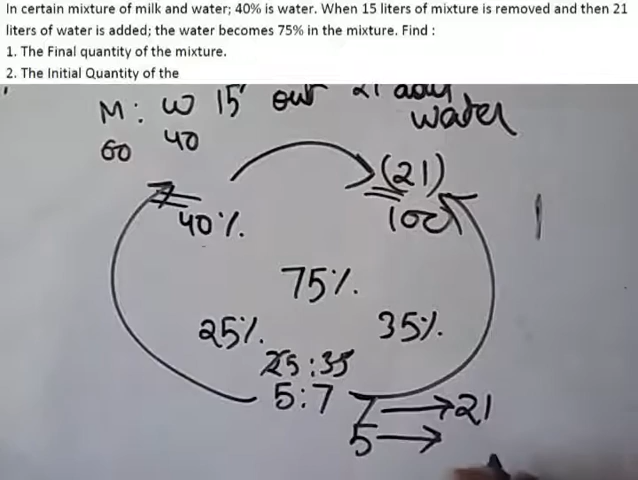 In certain mixture of milk and water; 40% is water. When 15 liters of mixture is removed and then 21
liters of water is added; the water becomes 75% in the mixture. Find :
1. The Final quantity of the mixture.
2. The Initial Quantity of the
M : W 15 out 21 add
60 40 water
(21)
40% 100
75%
25% 35%
25:35
5:7 7 → 21
5 →